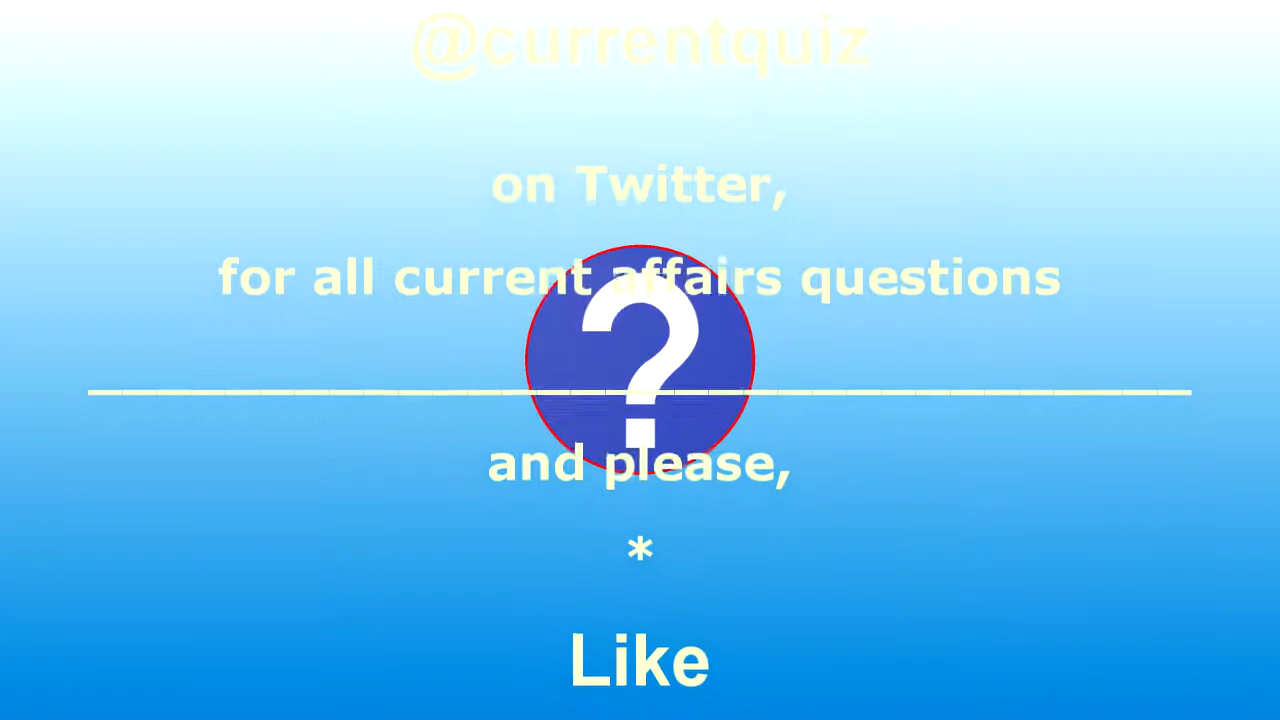 @currentquiz
on Twitter,
for all current affairs questions
?
and please,
*
Like